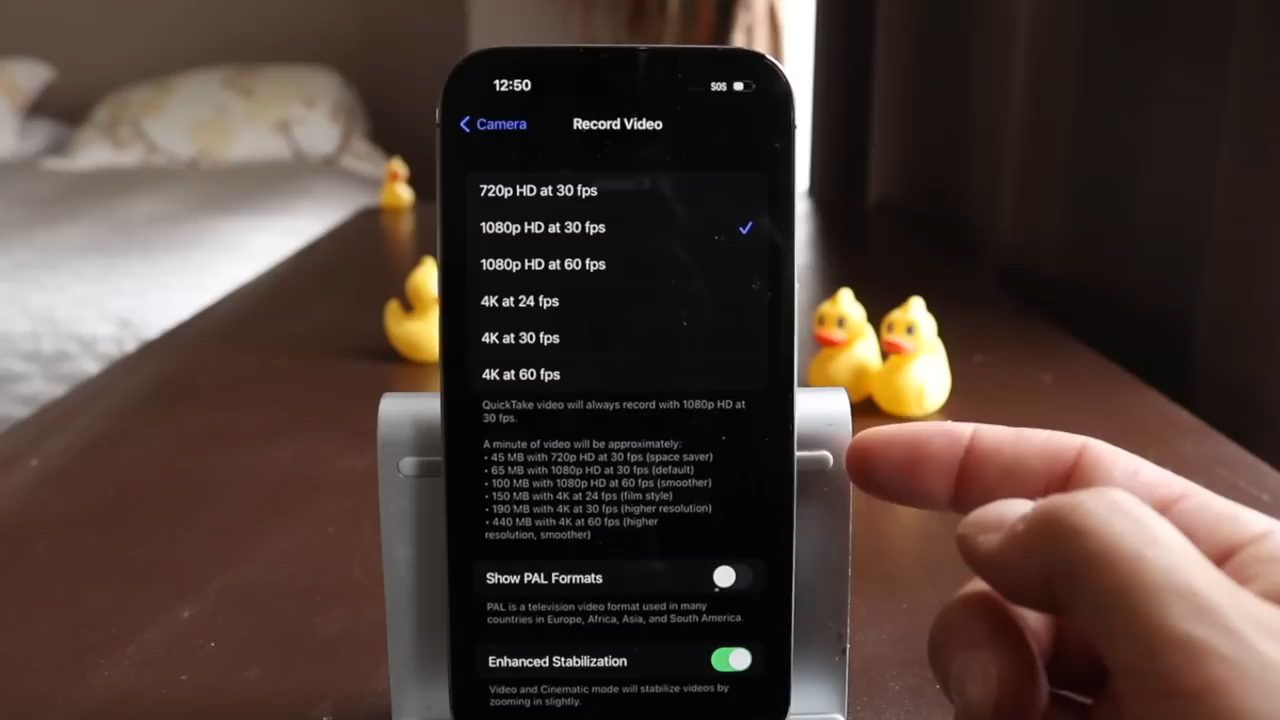 12:50
SOS
Camera
Record Video
720p HD at 30 fps
1080p HD at 30 fps
1080p HD at 60 fps
4K at 24 fps
4K at 30 fps
4K at 60 fps
QuickTake video will always record with 1080p HD at
30 fps.
A minute of video will be approximately:
• 45 MB with 720p HD at 30 fps (space saver)
• 65 MB with 1080p HD at 30 fps (default)
• 100 MB with 1080p HD at 60 fps (smoother)
• 150 MB with 4K at 24 fps (film style)
• 190 MB with 4K at 30 fps (higher resolution)
• 440 MB with 4K at 60 fps (higher
resolution, smoother)
Show PAL Formats
PAL is a television video format used in many
countries in Europe, Africa, Asia, and South America.
Enhanced Stabilization
Video and Cinematic mode will stabilize videos by
zooming in slightly.